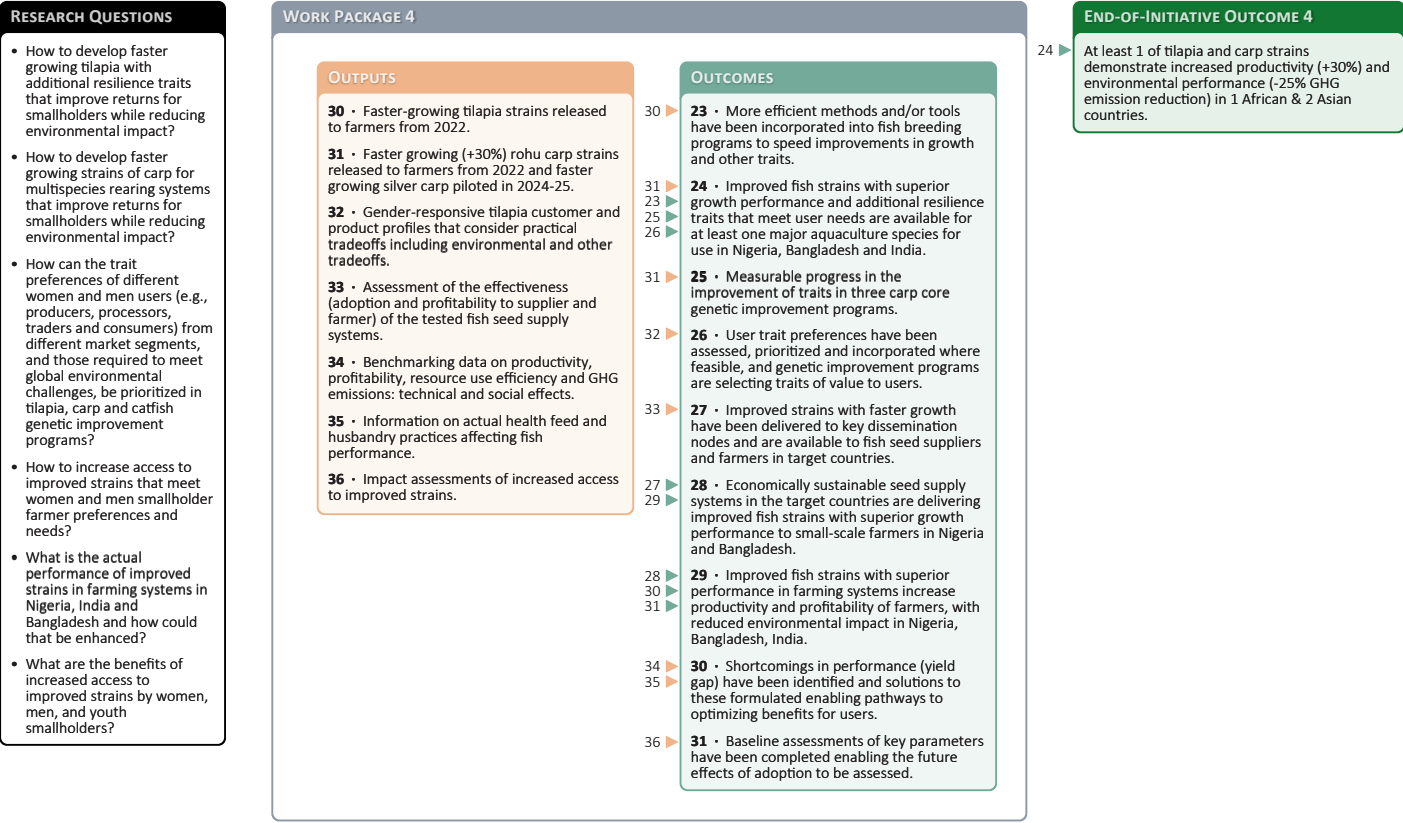 RESEARCH QUESTIONS
• How to develop faster
growing tilapia with
additional resilience traits
that improve returns for
smallholders while reducing
environmental impact?
• How to develop faster
growing strains of carp for
multispecies rearing systems
that improve returns for
smallholders while reducing
environmental impact?
• How can the trait
preferences of different
women and men users (e.g.,
producers, processors,
traders and consumers) from
different market segments,
and those required to meet
global environmental
challenges, be prioritized in
tilapia, carp and catfish
genetic improvement
programs?
• How to increase access to
improved strains that meet
women and men smallholder
farmer preferences and
needs?
• What is the actual
performance of improved
strains in farming systems in
Nigeria, India and
Bangladesh and how could
that be enhanced?
• What are the benefits of
increased access to
improved strains by women,
men, and youth
smallholders?
WORK PACKAGE 4
OUTPUTS
30 · Faster-growing tilapia strains released
to farmers from 2022.
31 · Faster growing (+30%) rohu carp strains
released to farmers from 2022 and faster
growing silver carp piloted in 2024-25.
32 · Gender-responsive tilapia customer and
product profiles that consider practical
tradeoffs including environmental and other
tradeoffs.
33 · Assessment of the effectiveness
(adoption and profitability to supplier and
farmer) of the tested fish seed supply
systems.
34 · Benchmarking data on productivity,
profitability, resource use efficiency and GHG
emissions: technical and social effects.
35 · Information on actual health feed and
husbandry practices affecting fish
performance.
36 · Impact assessments of increased access
to improved strains.
OUTCOMES
30
23 · More efficient methods and/or tools
have been incorporated into fish breeding
programs to speed improvements in growth
and other traits.
31
23
25
26
24 · Improved fish strains with superior
growth performance and additional resilience
traits that meet user needs are available for
at least one major aquaculture species for
use in Nigeria, Bangladesh and India.
31
25 · Measurable progress in the
improvement of traits in three carp core
genetic improvement programs.
32
26 · User trait preferences have been
assessed, prioritized and incorporated where
feasible, and genetic improvement programs
are selecting traits of value to users.
33
27 · Improved strains with faster growth
have been delivered to key dissemination
nodes and are available to fish seed suppliers
and farmers in target countries.
27
29
28 · Economically sustainable seed supply
systems in the target countries are delivering
improved fish strains with superior growth
performance to small-scale farmers in Nigeria
and Bangladesh.
28
30
31
29 · Improved fish strains with superior
performance in farming systems increase
productivity and profitability of farmers, with
reduced environmental impact in Nigeria,
Bangladesh, India.
34
35
30 · Shortcomings in performance (yield
gap) have been identified and solutions to
these formulated enabling pathways to
optimizing benefits for users.
36
31 · Baseline assessments of key parameters
have been completed enabling the future
effects of adoption to be assessed.
END-OF-INITIATIVE OUTCOME 4
24
At least 1 of tilapia and carp strains
demonstrate increased productivity (+30%) and
environmental performance (-25% GHG
emission reduction) in 1 African & 2 Asian
countries.